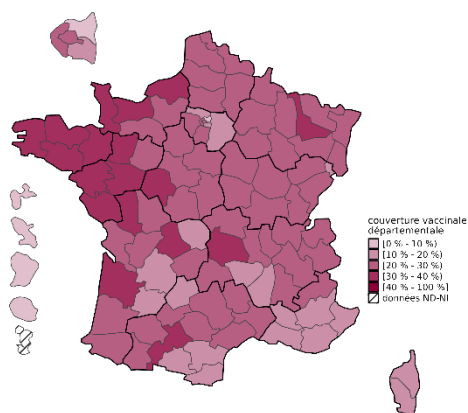 couverture vaccinale
départementale
[0 % - 10 %)
[10 % - 20 %)
[20 % - 30 %)
[30 % - 40 %)
[40 % - 100 %]
données ND-NI